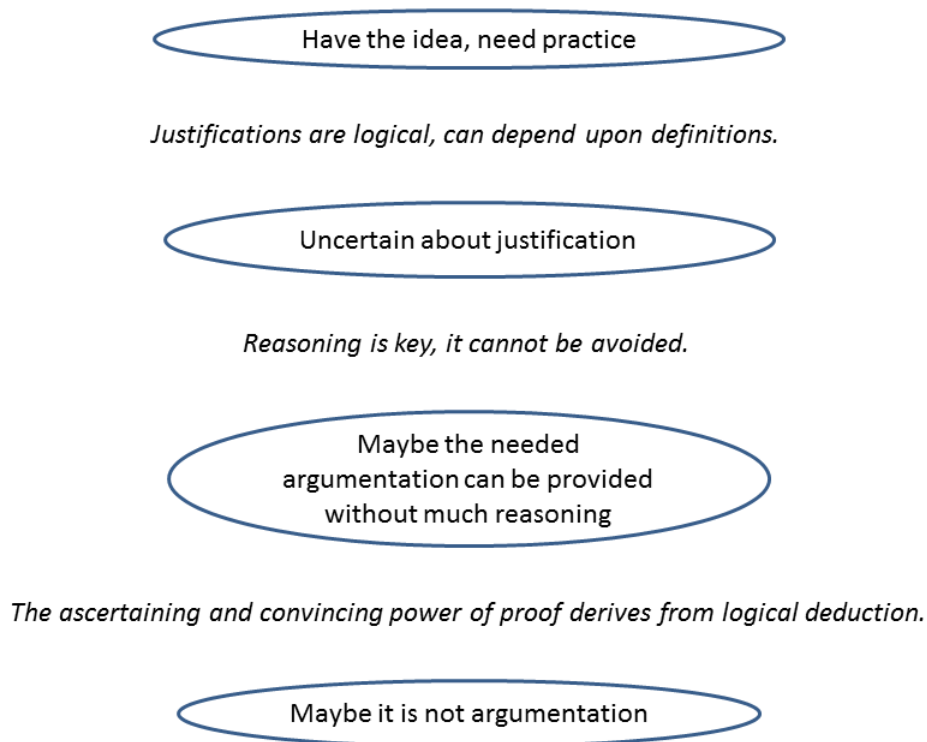 Have the idea, need practice
Justifications are logical, can depend upon definitions.
Uncertain about justification
Reasoning is key, it cannot be avoided.
Maybe the needed
argumentation can be provided
without much reasoning
The ascertaining and convincing power of proof derives from logical deduction.
Maybe it is not argumentation